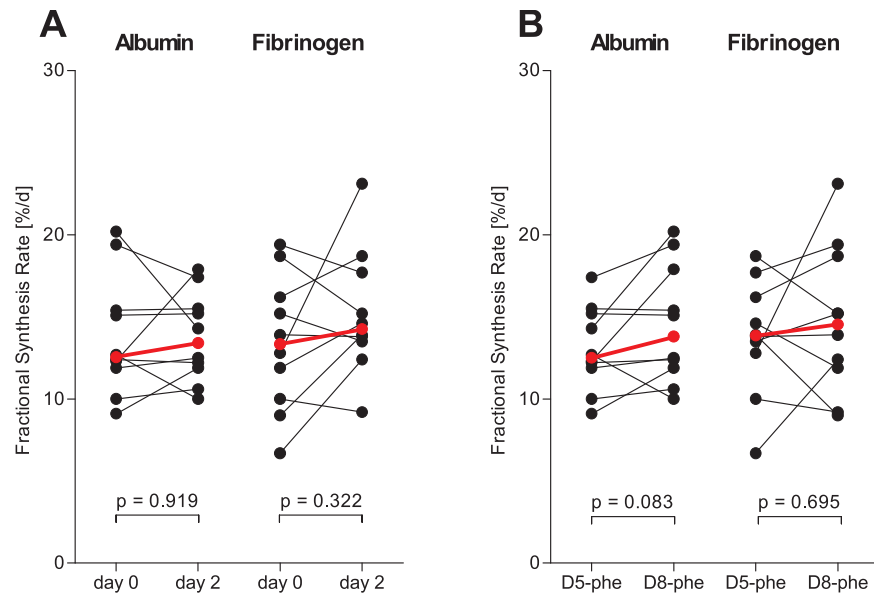 A
Albumin Fibrinogen
Fractional Synthesis Rate [%/d]
30
20
10
0
p = 0.919
p = 0.322
day 0 day 2 day 0 day 2
B
Albumin Fibrinogen
Fractional Synthesis Rate [%/d]
30
20
10
0
p = 0.083
p = 0.695
D5-phe D8-phe D5-phe D8-phe